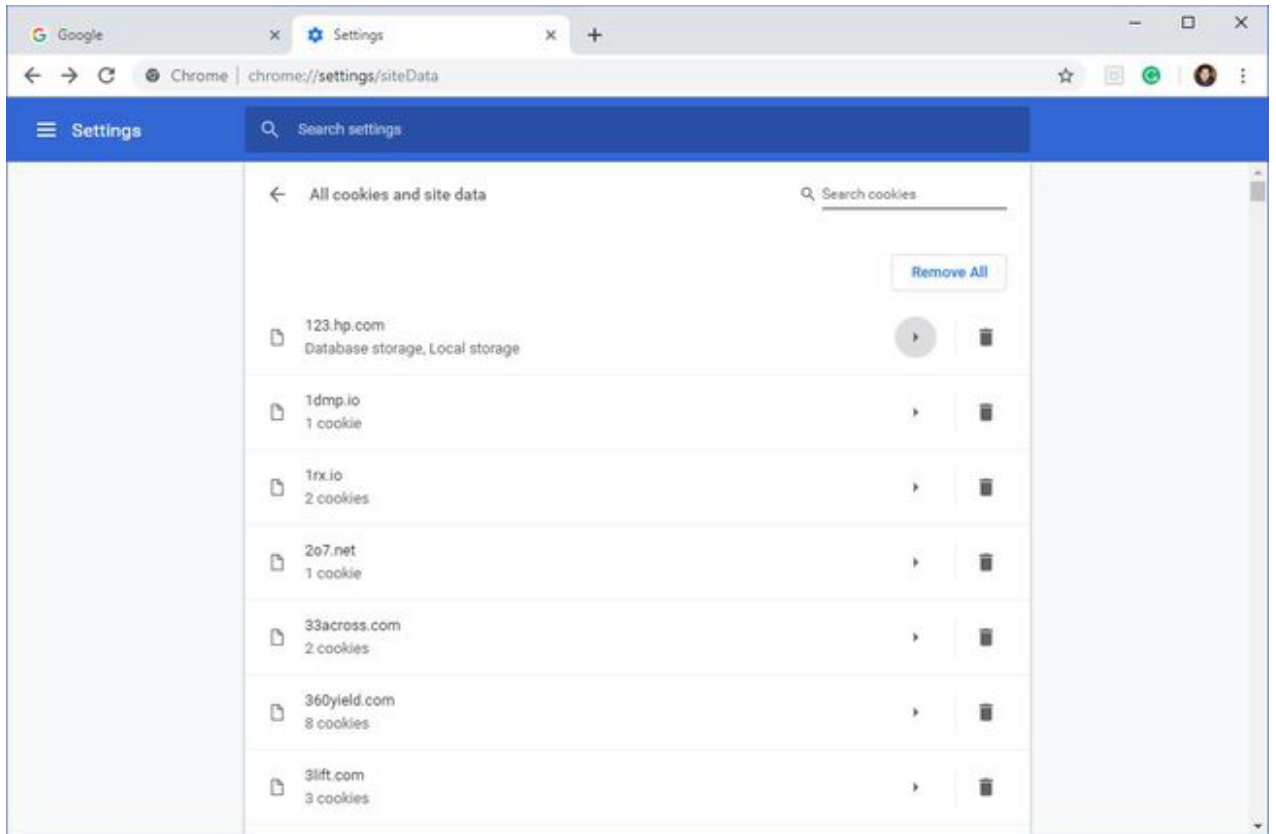 Google
Settings
Chrome | chrome://settings/siteData
Settings
Search settings
All cookies and site data
Search cookies
Remove All
123.hp.com
Database storage, Local storage
1dmp.io
1 cookie
1rx.io
2 cookies
2o7.net
1 cookie
33across.com
2 cookies
360yield.com
8 cookies
3lift.com
3 cookies